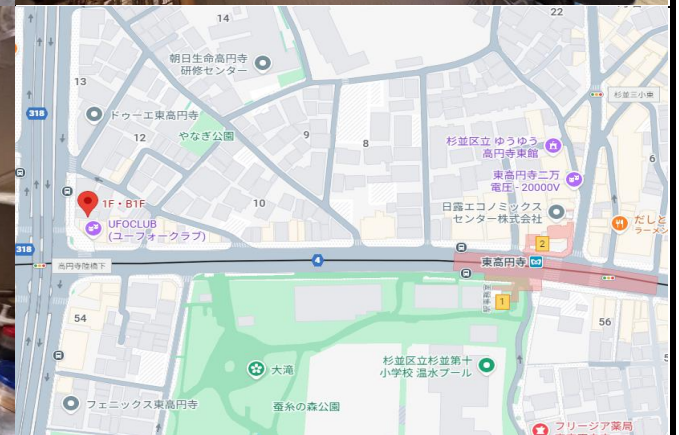 14
22
朝日生命高円寺
研修センター
杉並三小東
13
318
ドゥーエ東高円寺
12
やなぎ公園
9
8
杉並区立 ゆうゆう
高円寺東館
6
東高円寺二万
電圧 - 20000V
1F・B1F
10
日露エコノミックス
センター株式会社
だしと
ラーメン
UFOCLUB
(ユーフォークラブ)
2
318
高円寺陸橋下
4
東高円寺
1
54
56
杉並区立杉並第十
小学校 温水プール
大滝
フェニックス東高円寺
蚕糸の森公園
フリージア薬局